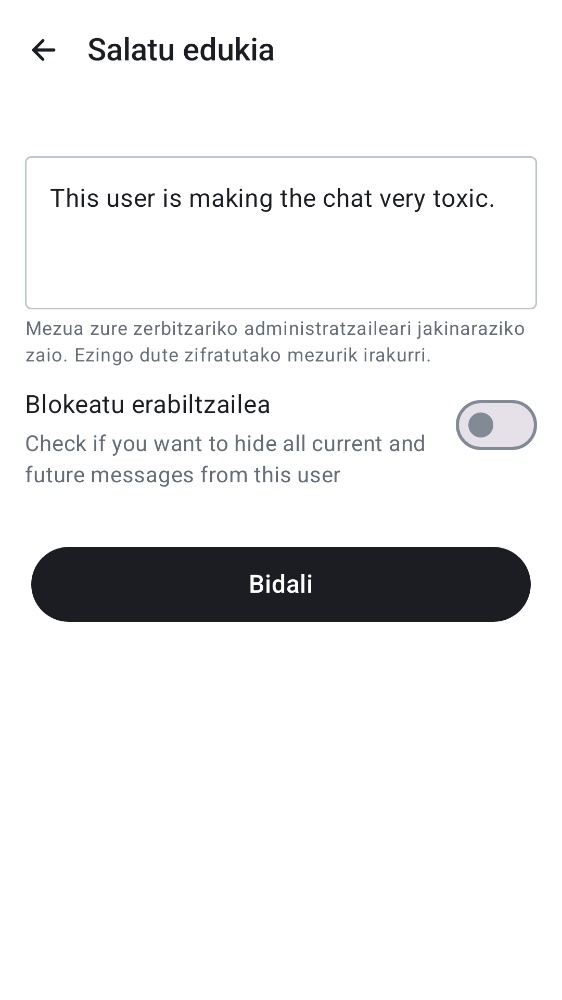 Salatu edukia
This user is making the chat very toxic.
Mezua zure zerbitzariko administratzaileari jakinaraziko
zaio. Ezingo dute zifratutako mezurik irakurri.
Blokeatu erabiltzailea
Check if you want to hide all current and
future messages from this user
Bidali